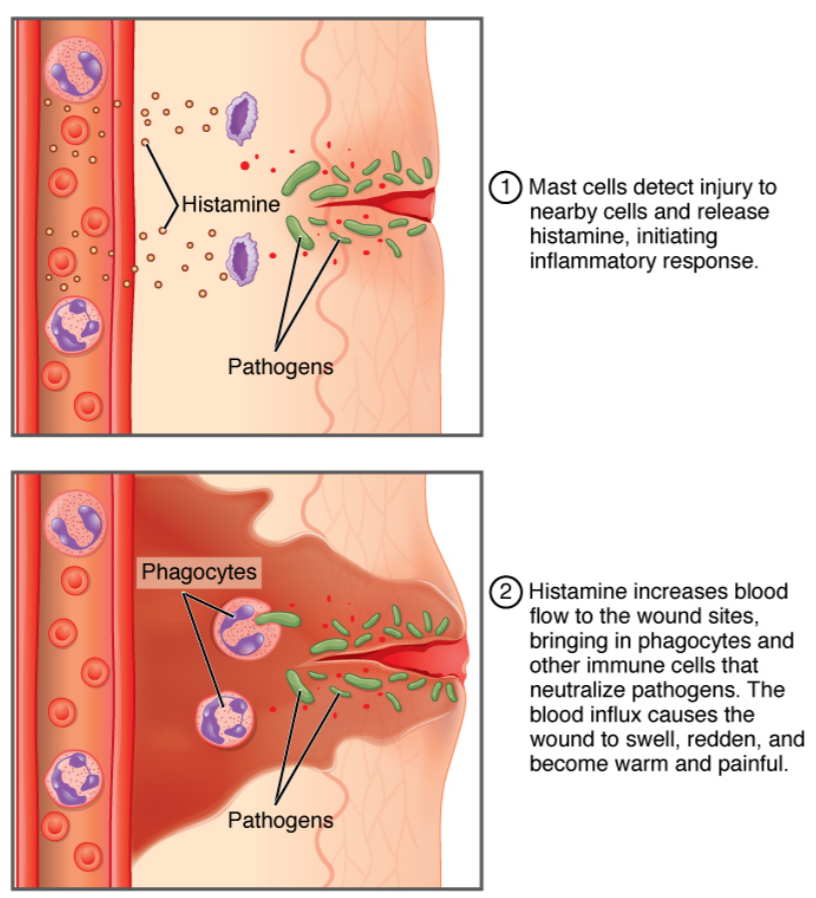 Histamine
Pathogens
1 Mast cells detect injury to
nearby cells and release
histamine, initiating
inflammatory response.
Phagocytes
Pathogens
2 Histamine increases blood
flow to the wound sites,
bringing in phagocytes and
other immune cells that
neutralize pathogens. The
blood influx causes the
wound to swell, redden, and
become warm and painful.